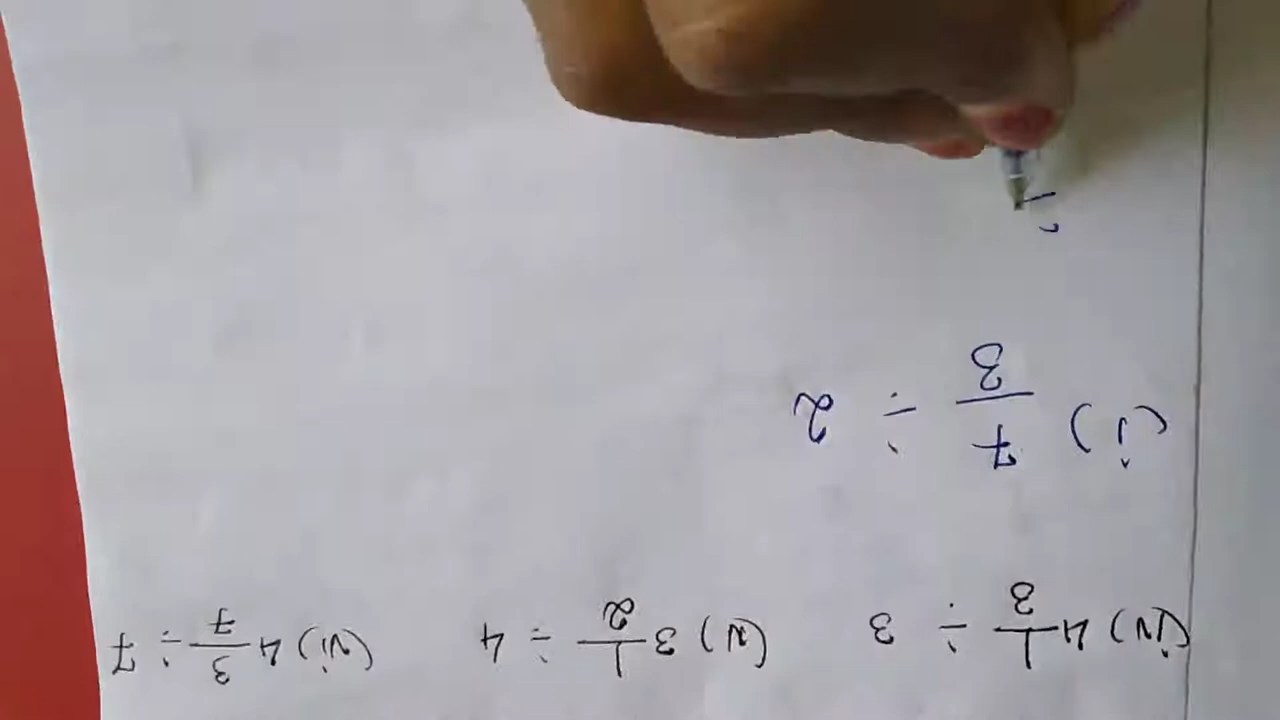 (iv) 4 1/3 ÷ 3 (v) 3 1/2 ÷ 4 (vi) 4 3/7 ÷ 7
(i) 7/3 ÷ 2